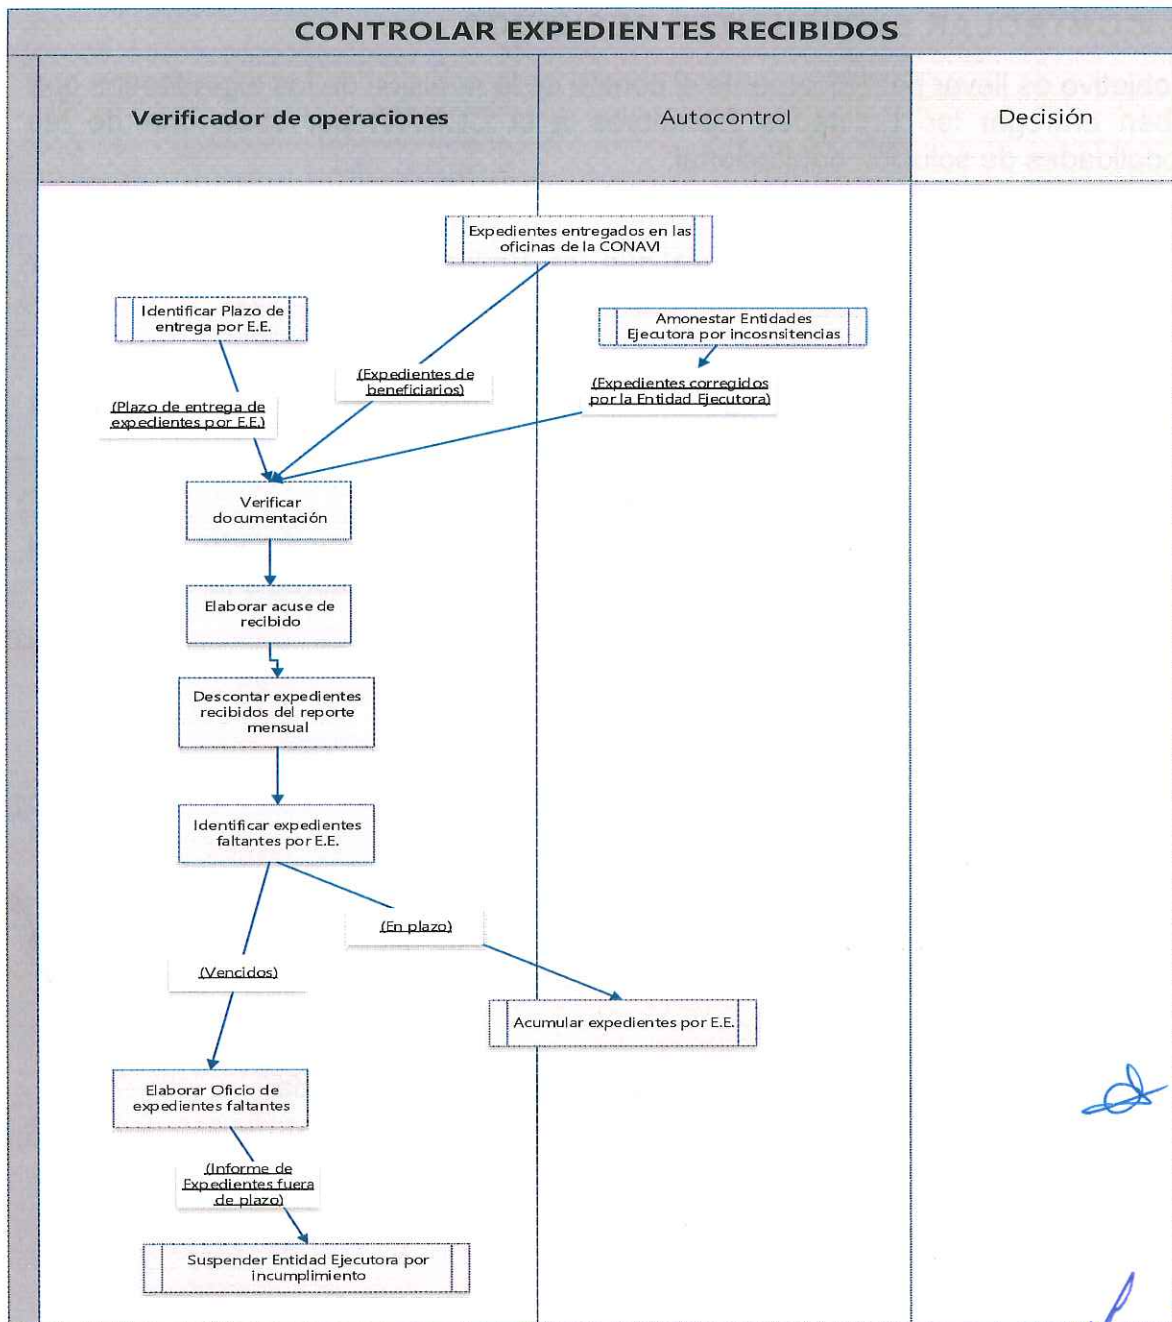 CONTROLAR EXPEDIENTES RECIBIDOS
Verificador de operaciones
Autocontrol
Decisión
Expedientes entregados en las
oficinas de la CONAVI
Identificar Plazo de
entrega por E.E.
Amonestar Entidades
Ejecutora por incosnsitencias
(Expedientes de
beneficiarios)
(Expedientes corregidos
por la Entidad Ejecutora)
(Plazo de entrega de
expedientes por E.E.)
Verificar
documentación
Elaborar acuse de
recibido
Descontar expedientes
recibidos del reporte
mensual
Identificar expedientes
faltantes por E.E.
(En plazo)
(Vencidos)
Acumular expedientes por E.E.
Elaborar Oficio de
expedientes faltantes
(Informe de
Expedientes fuera
de plazo)
Suspender Entidad Ejecutora por
incumplimiento